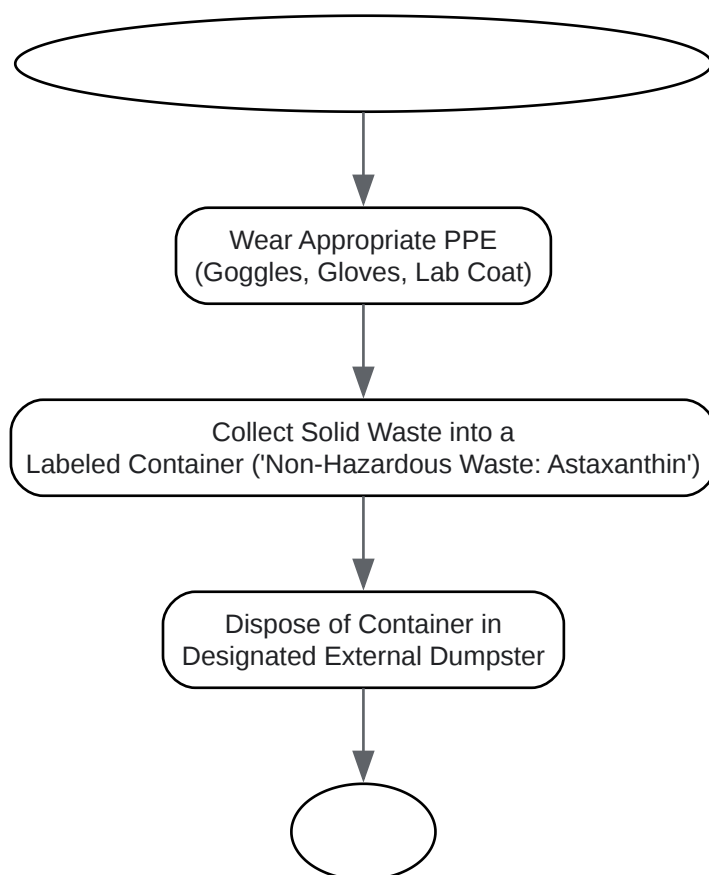 Wear Appropriate PPE
(Goggles, Gloves, Lab Coat)
Collect Solid Waste into a
Labeled Container ('Non-Hazardous Waste: Astaxanthin')
Dispose of Container in
Designated External Dumpster